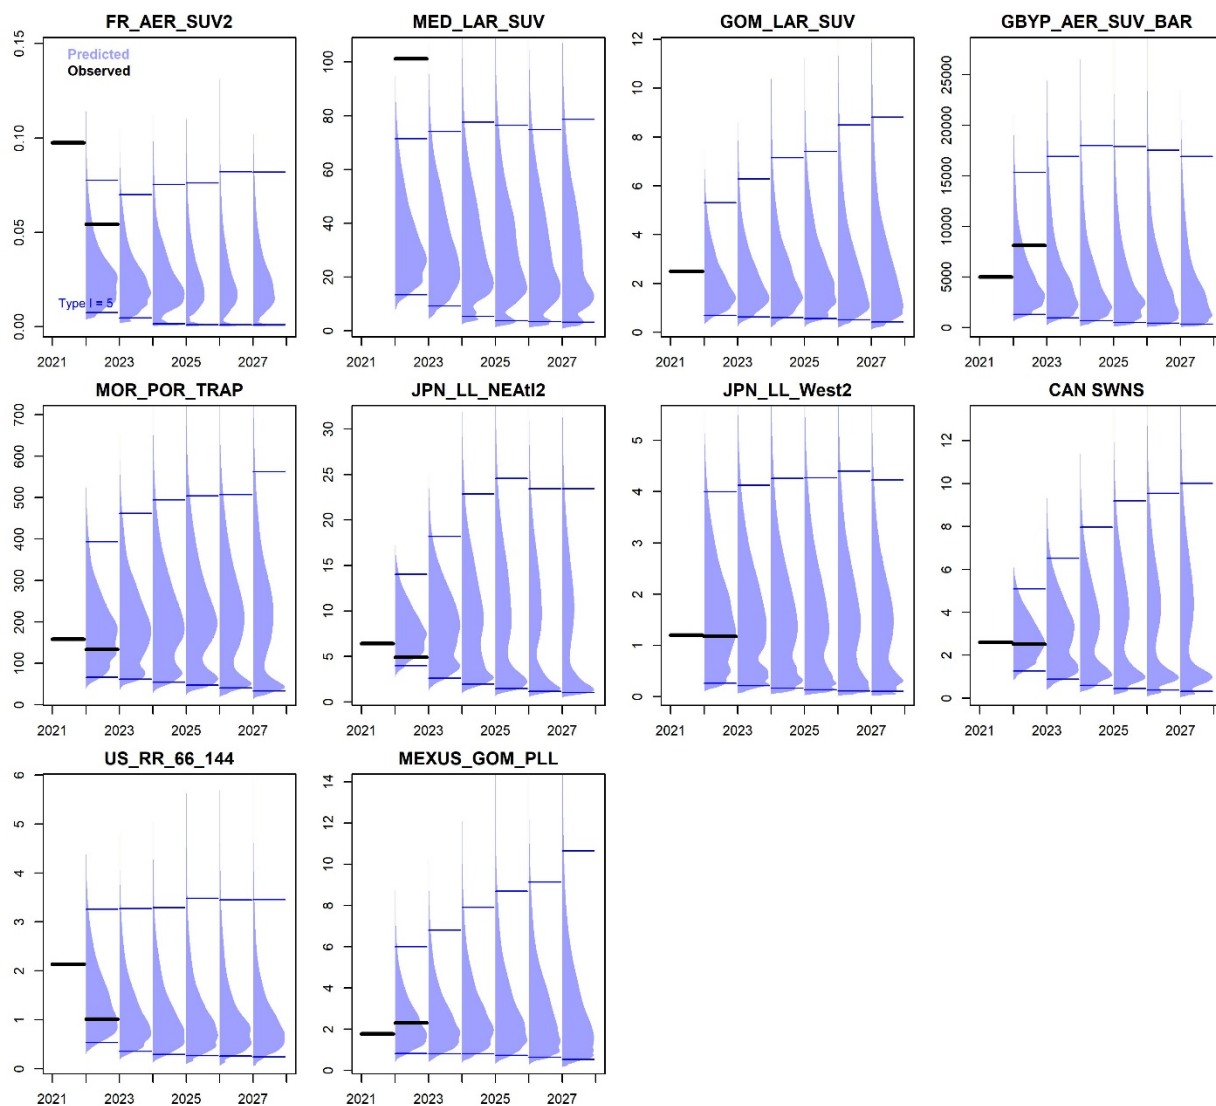 FR_AER_SUV2
MED_LAR_SUV
GOM_LAR_SUV
GBYP_AER_SUV_BAR
Predicted
Observed
Type I = 5
0.15
0.10
0.05
0.00
2021 2023 2025 2027
100
80
60
40
20
0
2021 2023 2025 2027
12
10
8
6
4
2
0
2021 2023 2025 2027
25000
20000
15000
10000
5000
0
2021 2023 2025 2027
MOR_POR_TRAP
JPN_LL_NEAtl2
JPN_LL_West2
CAN SWNS
700
600
500
400
300
200
100
0
2021 2023 2025 2027
30
25
20
15
10
5
0
2021 2023 2025 2027
5
4
3
2
1
0
2021 2023 2025 2027
12
10
8
6
4
2
0
2021 2023 2025 2027
US_RR_66_144
MEXUS_GOM_PLL
6
5
4
3
2
1
0
2021 2023 2025 2027
14
12
10
8
6
4
2
0
2021 2023 2025 2027